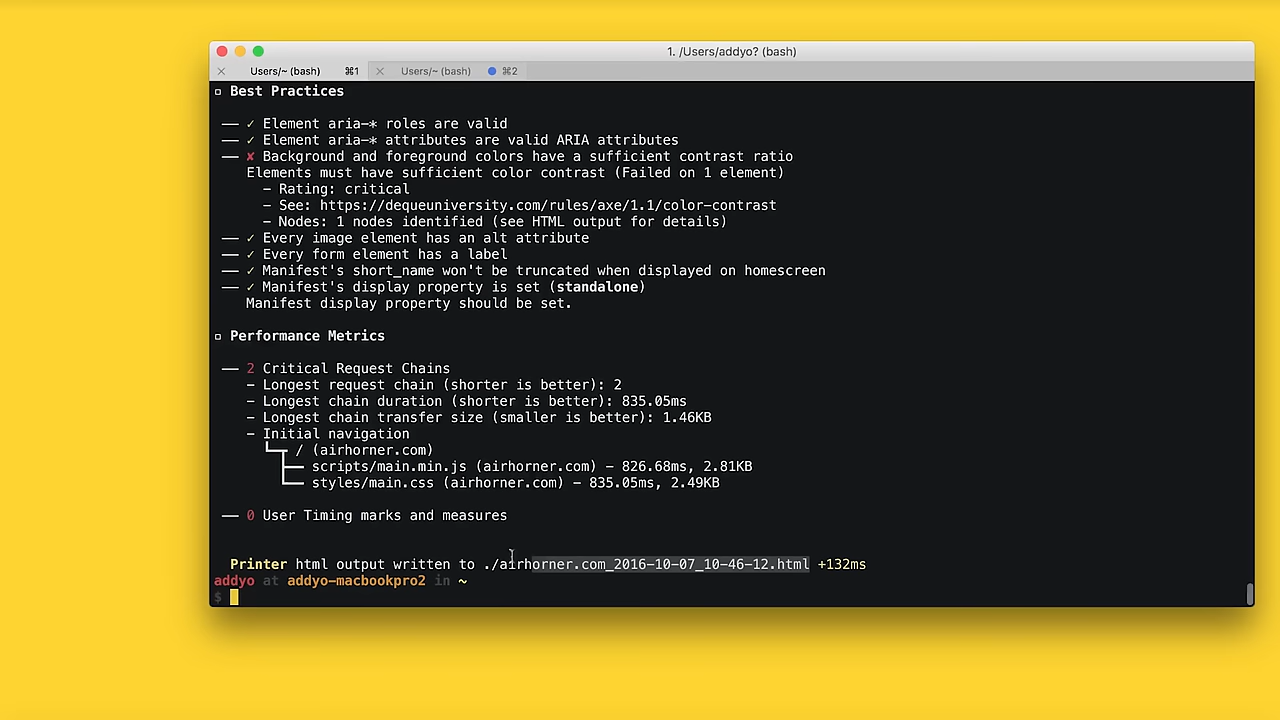 1. /Users/addyo? (bash)
Users/~ (bash) ⌘1 Users/~ (bash) ⌘2
Best Practices
✓ Element aria-* roles are valid
✓ Element aria-* attributes are valid ARIA attributes
✘ Background and foreground colors have a sufficient contrast ratio
Elements must have sufficient color contrast (Failed on 1 element)
- Rating: critical
- See: https://dequeuniversity.com/rules/axe/1.1/color-contrast
- Nodes: 1 nodes identified (see HTML output for details)
✓ Every image element has an alt attribute
✓ Every form element has a label
✓ Manifest's short_name won't be truncated when displayed on homescreen
✓ Manifest's display property is set (standalone)
Manifest display property should be set.
Performance Metrics
2 Critical Request Chains
- Longest request chain (shorter is better): 2
- Longest chain duration (shorter is better): 835.05ms
- Longest chain transfer size (smaller is better): 1.46KB
- Initial navigation
/ (airhorner.com)
scripts/main.min.js (airhorner.com) - 826.68ms, 2.81KB
styles/main.css (airhorner.com) - 835.05ms, 2.49KB
0 User Timing marks and measures
Printer html output written to ./airhorner.com_2016-10-07_10-46-12.html +132ms
addyo at addyo-macbookpro2 in ~
$